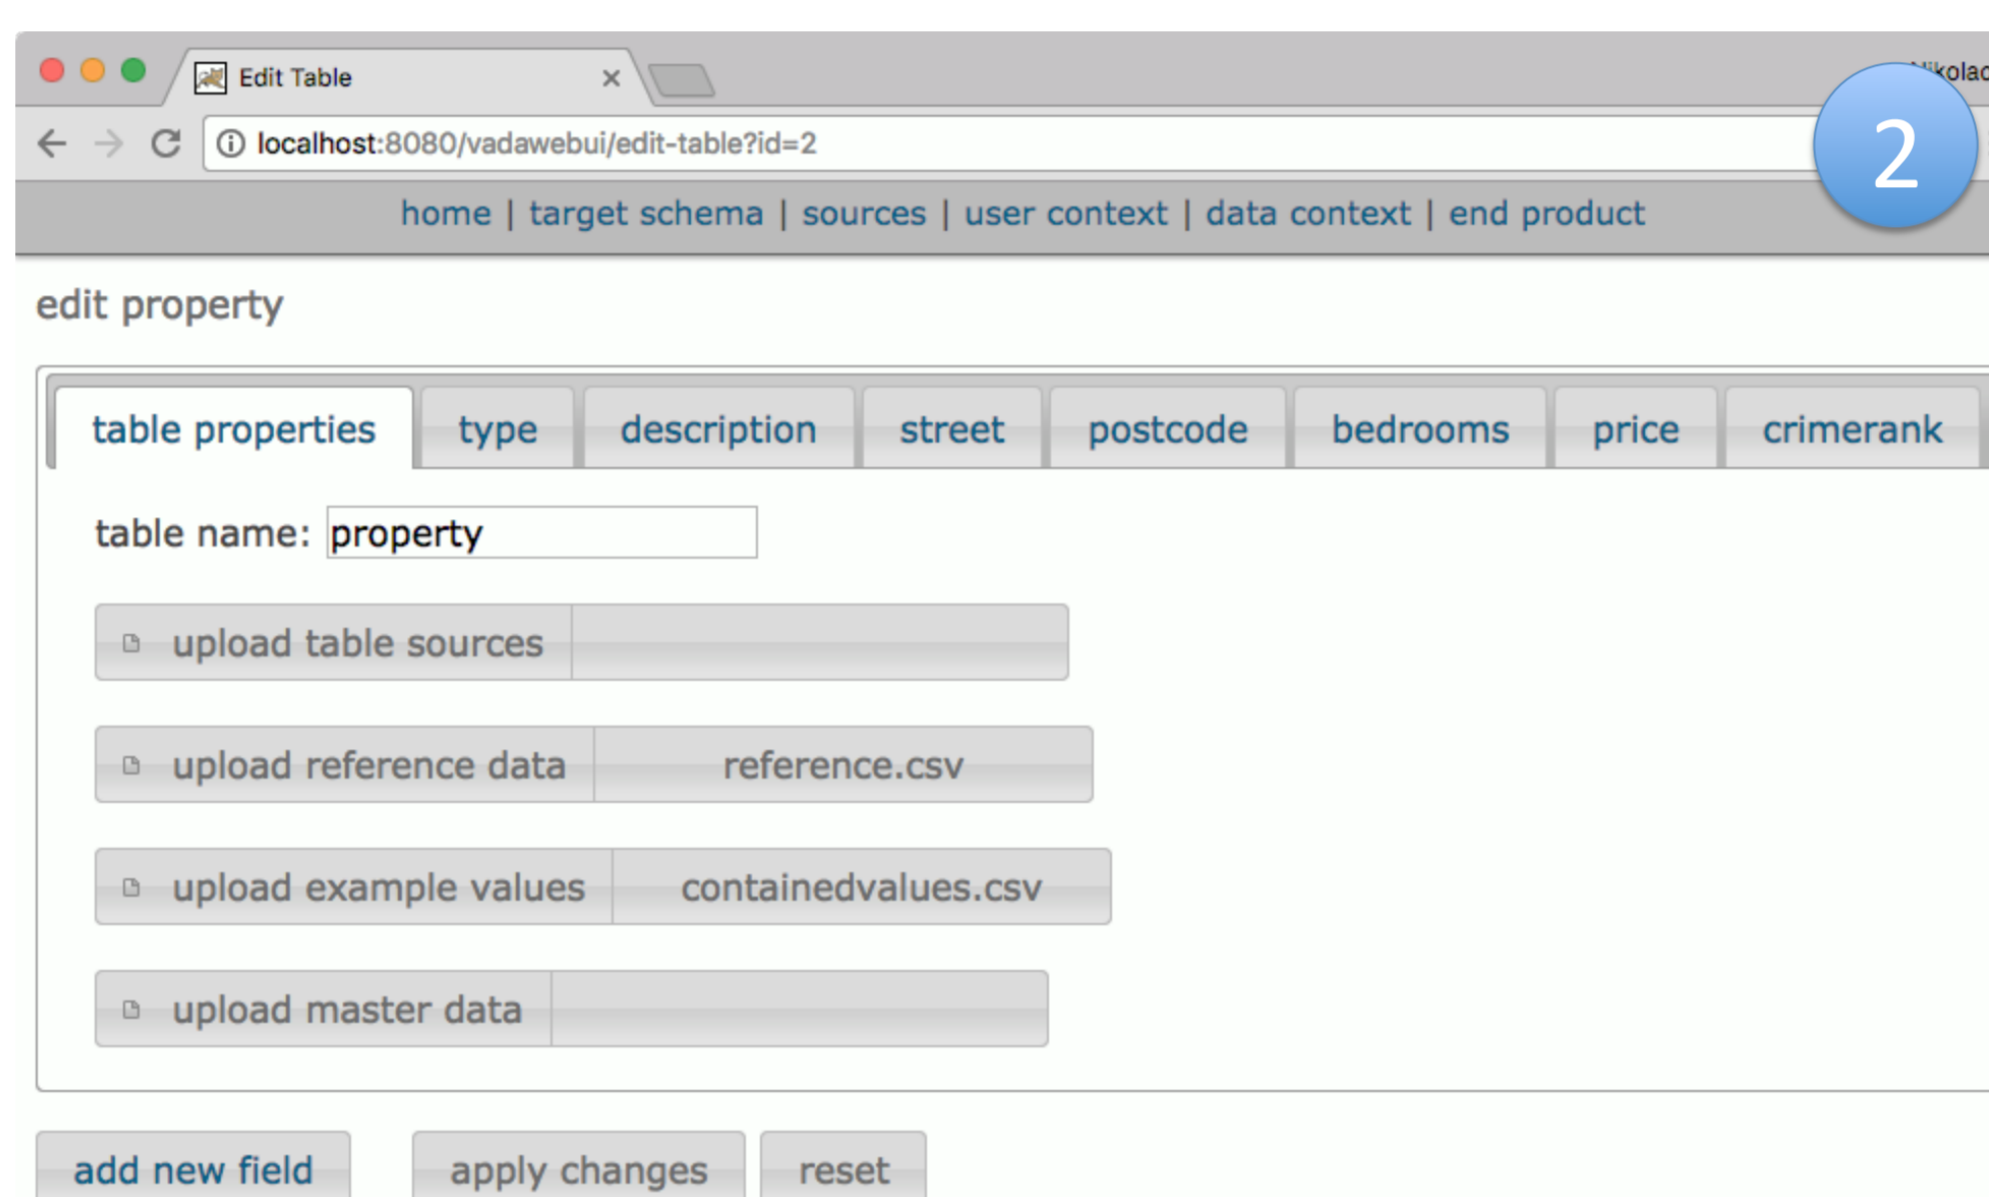 Edit Table
2
localhost:8080/vadawebui/edit-table?id=2
home | target schema | sources | user context | data context | end product
edit property
table properties type description street postcode bedrooms price crimerank
table name: property
upload table sources
upload reference data reference.csv
upload example values containedvalues.csv
upload master data
add new field apply changes reset